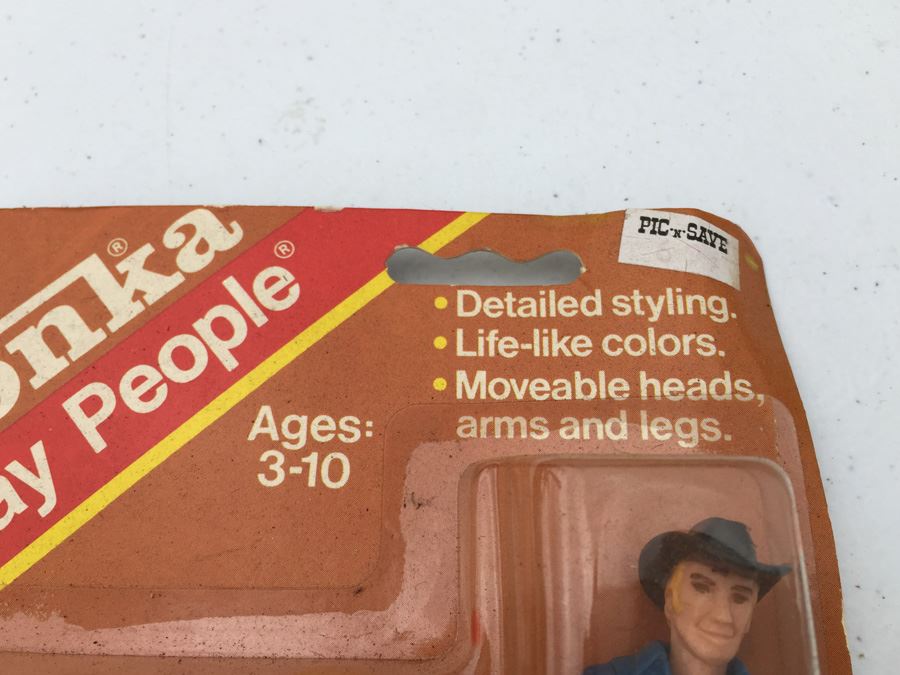 onka®
ay People®
PIC 'N' SAVE
• Detailed styling.
• Life-like colors.
• Moveable heads,
arms and legs.
Ages:
3-10